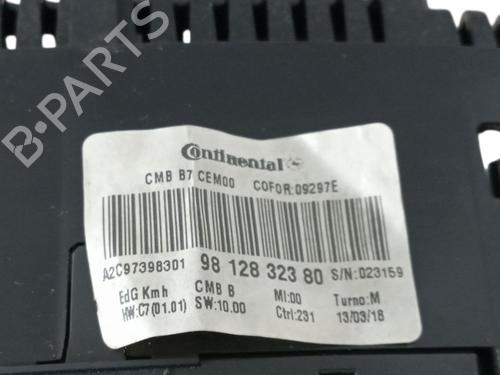 B-PARTS
Continental
CMB B7 CEM00 COFOR:09297E
A2C97398301 98 128 323 80 S/N:023159
EdG Kmh CMB B MI:00 Turno:M
HW:C7(01.01) SW:10.00 Ctrl:231 13/03/18